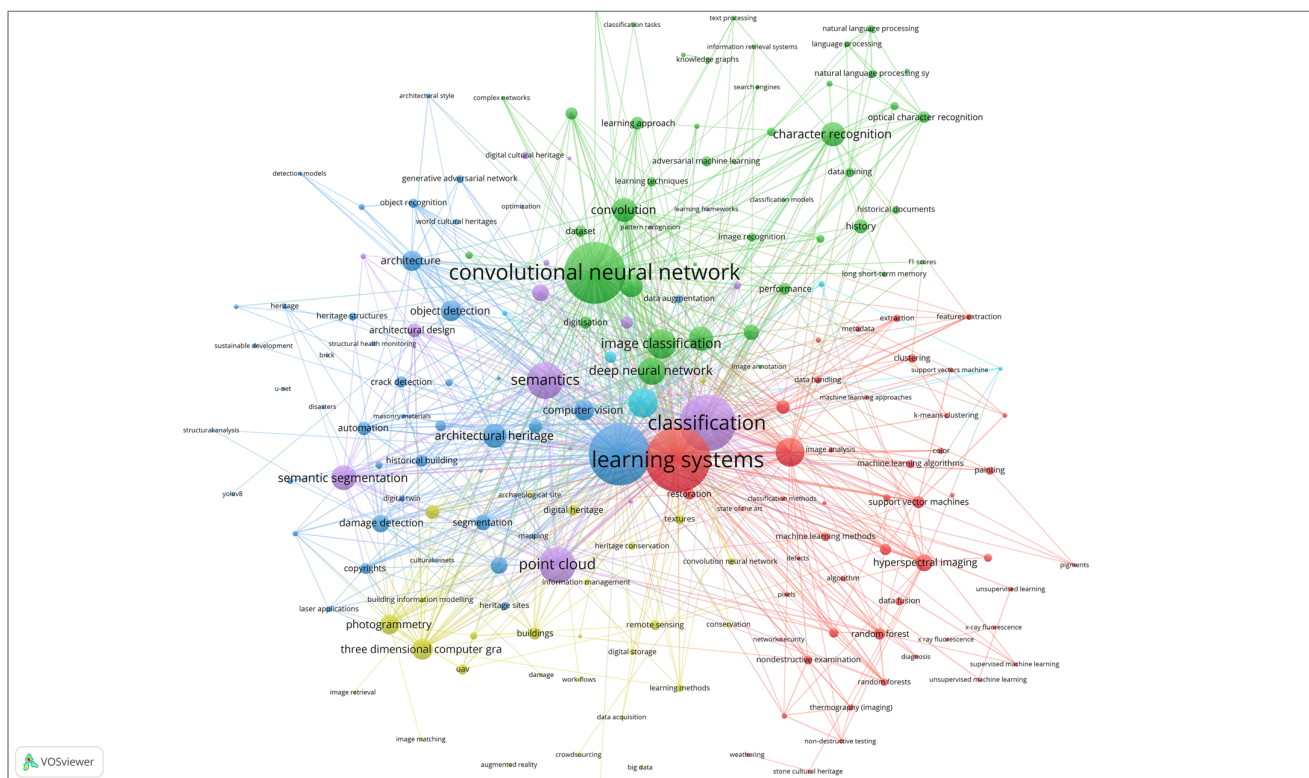 text processing
classification tasks
natural language processing
information retrieval systems
language processing
knowledge graphs
natural language processing sy
search engines
architectural style
complex networks
learning approach
optical character recognition
character recognition
digital cultural heritage
adversarial machine learning
detection models
generative adversarial network
learning techniques
data mining
object recognition
optimization
convolution
learning frameworks
classification models
historical documents
world cultural heritages
dataset
pattern recognition
image recognition
history
architecture
convolutional neural network
f1 scores
long short-term memory
performance
data augmentation
heritage
object detection
heritage structures
digitisation
extraction
features extraction
architectural design
metadata
sustainable development
structural health monitoring
image classification
brick
clustering
image annotation
support vectors machine
crack detection
semantics
deep neural network
data handling
u-net
machine learning approaches
disasters
masonry materials
computer vision
k-means clustering
structural analysis
automation
architectural heritage
classification
image analysis
color
historical building
learning systems
machine learning algorithms
painting
semantic segmentation
yolov8
digital twin
archaeological site
restoration
classification methods
support vector machines
digital heritage
state of the art
damage detection
segmentation
textures
mapping
machine learning methods
heritage conservation
cultural assets
convolution neural network
defects
hyperspectral imaging
copyrights
point cloud
pigments
information management
algorithm
unsupervised learning
building information modelling
pixels
laser applications
heritage sites
data fusion
photogrammetry
remote sensing
conservation
x-ray fluorescence
buildings
network security
random forest
x ray fluorescence
three dimensional computer gra
digital storage
nondestructive examination
diagnosis
supervised machine learning
uav
damage
workflows
random forests
unsupervised machine learning
image retrieval
learning methods
thermography (imaging)
data acquisition
image matching
non-destructive testing
crowdsourcing
weathering
augmented reality
big data
stone cultural heritage
VOSviewer